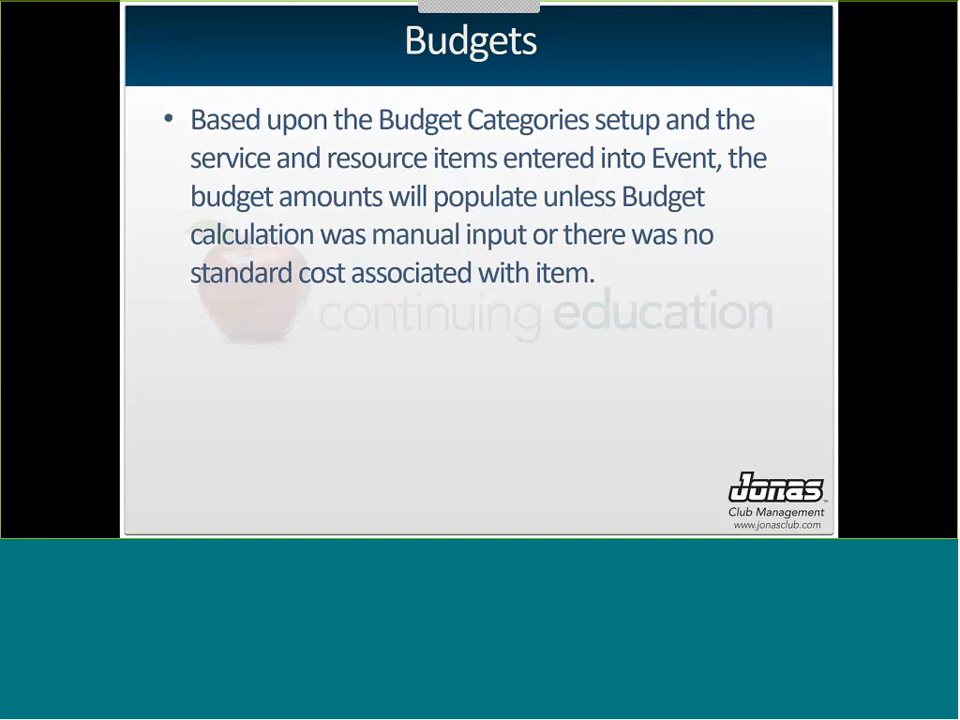 Budgets
• Based upon the Budget Categories setup and the
service and resource items entered into Event, the
budget amounts will populate unless Budget
calculation was manual input or there was no
standard cost associated with item.
continuing education
Jonas
Club Management
www.jonasclub.com